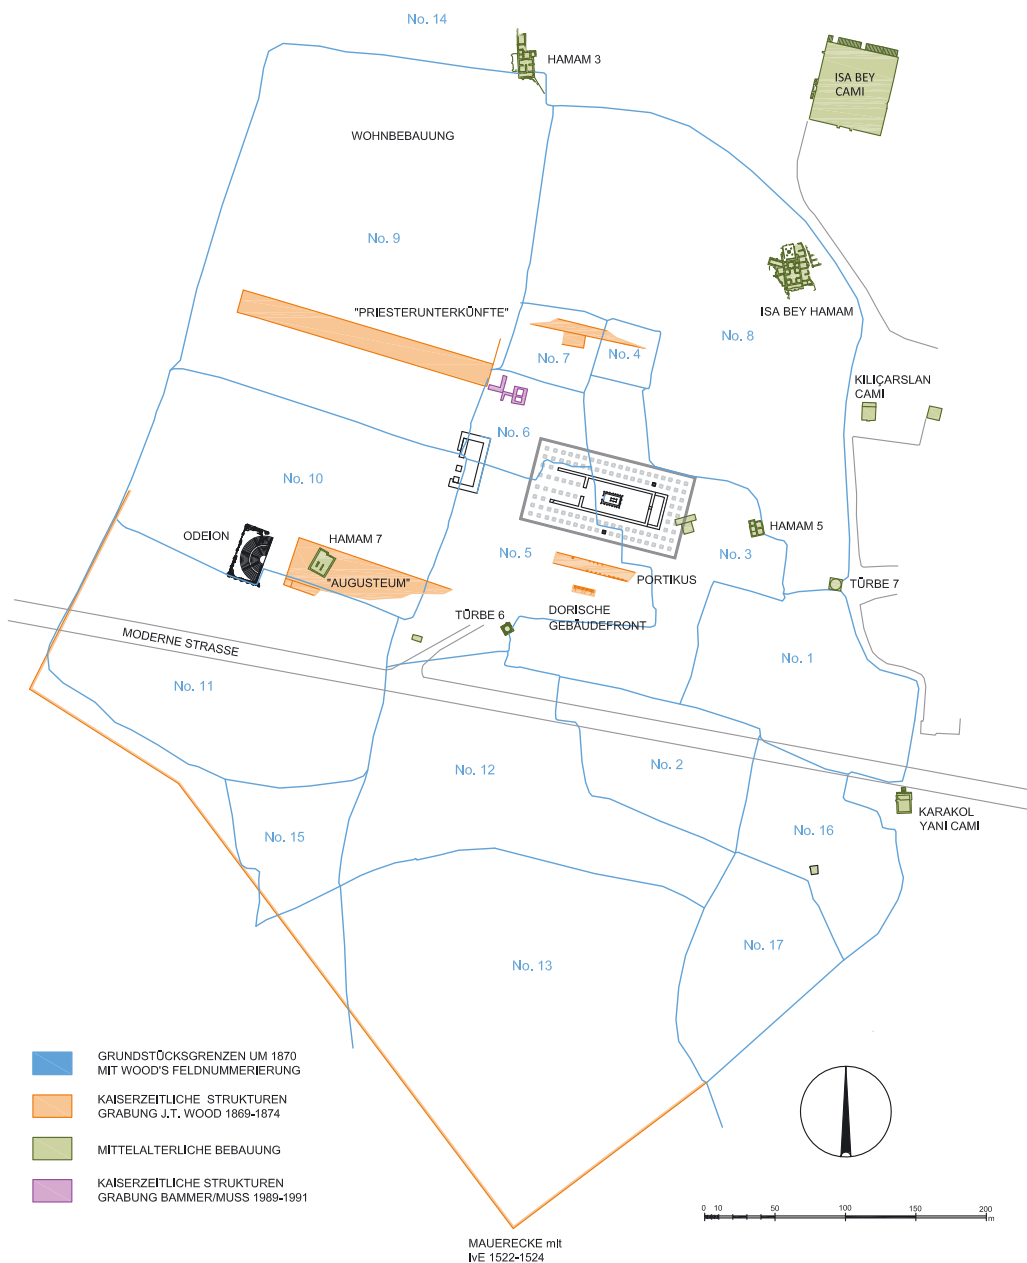 No. 14
HAMAM 3
ISA BEY
CAMI
WOHNBEBAUUNG
No. 9
"PRIESTERUNTERKÜNFTE"
ISA BEY HAMAM
No. 8
No. 7
No. 4
KILIÇARSLAN
CAMI
No. 6
No. 10
ODEION
HAMAM 7
"AUGUSTEUM"
No. 5
No. 3
HAMAM 5
PORTIKUS
TÜRBE 7
TÜRBE 6
DORISCHE
GEBÄUDEFRONT
MODERNE STRASSE
No. 1
No. 11
No. 12
No. 2
KARAKOL
YANI CAMI
No. 15
No. 16
No. 17
No. 13
GRUNDSTÜCKSGRENZEN UM 1870
MIT WOOD'S FELDNUMMERIERUNG
KAISERZEITLICHE STRUKTUREN
GRABUNG J.T. WOOD 1869-1874
MITTELALTERLICHE BEBAUUNG
KAISERZEITLICHE STRUKTUREN
GRABUNG BAMMER/MUSS 1989-1991
0 10 50 100 150 200
m
MAUERECKE mit
IvE 1522-1524